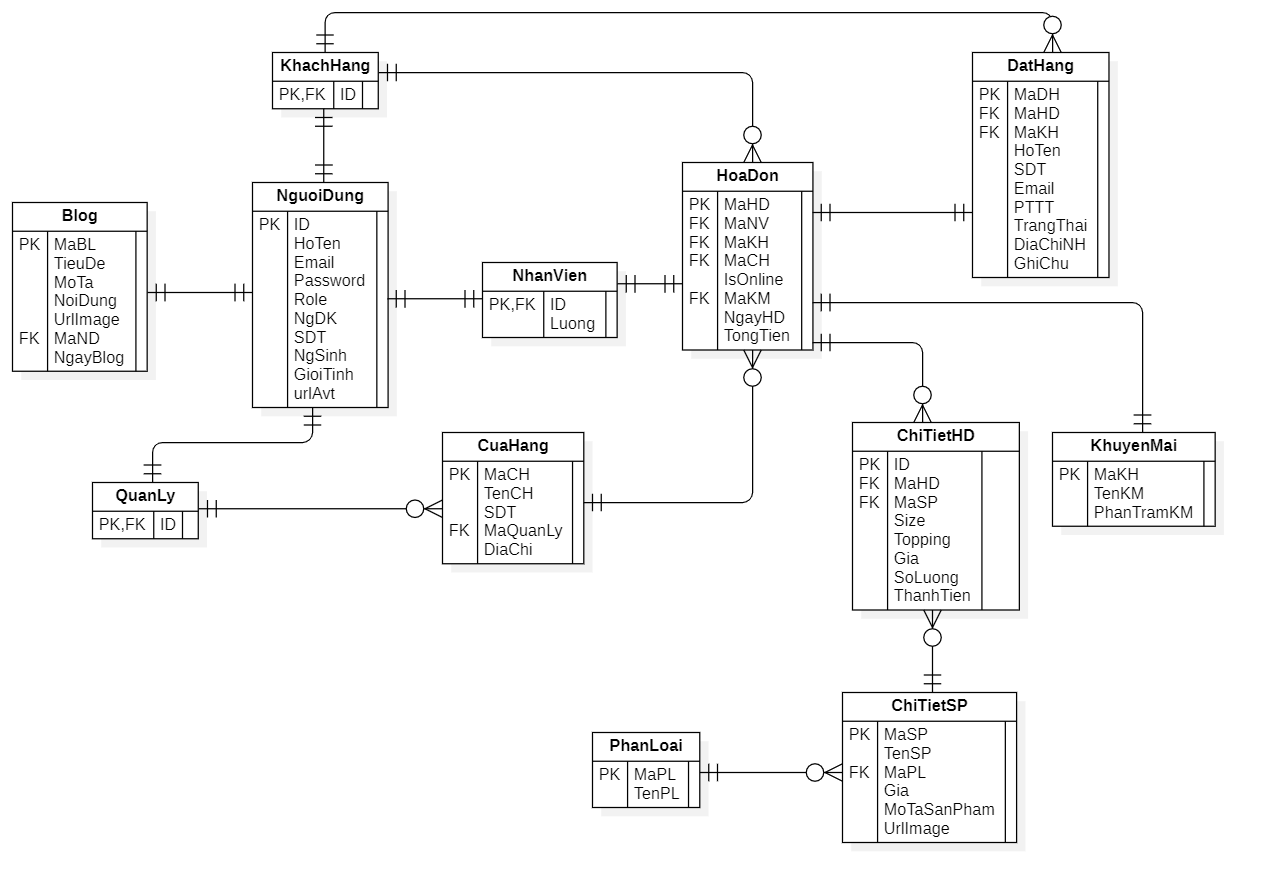 KhachHang
PK,FK ID
DatHang
PK MaDH
FK MaHD
FK MaKH
HoTen
SDT
Email
PTTT
TrangThai
DiaChiNH
GhiChu
HoaDon
PK MaHD
FK MaNV
FK MaKH
FK MaCH
IsOnline
FK MaKM
NgayHD
TongTien
NguoiDung
PK ID
HoTen
Email
Password
Role
NgDK
SDT
NgSinh
GioiTinh
urlAvt
Blog
PK MaBL
TieuDe
MoTa
NoiDung
UrlImage
FK MaND
NgayBlog
NhanVien
PK,FK ID
Luong
CuaHang
PK MaCH
TenCH
SDT
FK MaQuanLy
DiaChi
QuanLy
PK,FK ID
ChiTietHD
PK ID
FK MaHD
FK MaSP
Size
Topping
Gia
SoLuong
ThanhTien
KhuyenMai
PK MaKH
TenKM
PhanTramKM
ChiTietSP
PK MaSP
TenSP
FK MaPL
Gia
MoTaSanPham
UrlImage
PhanLoai
PK MaPL
TenPL